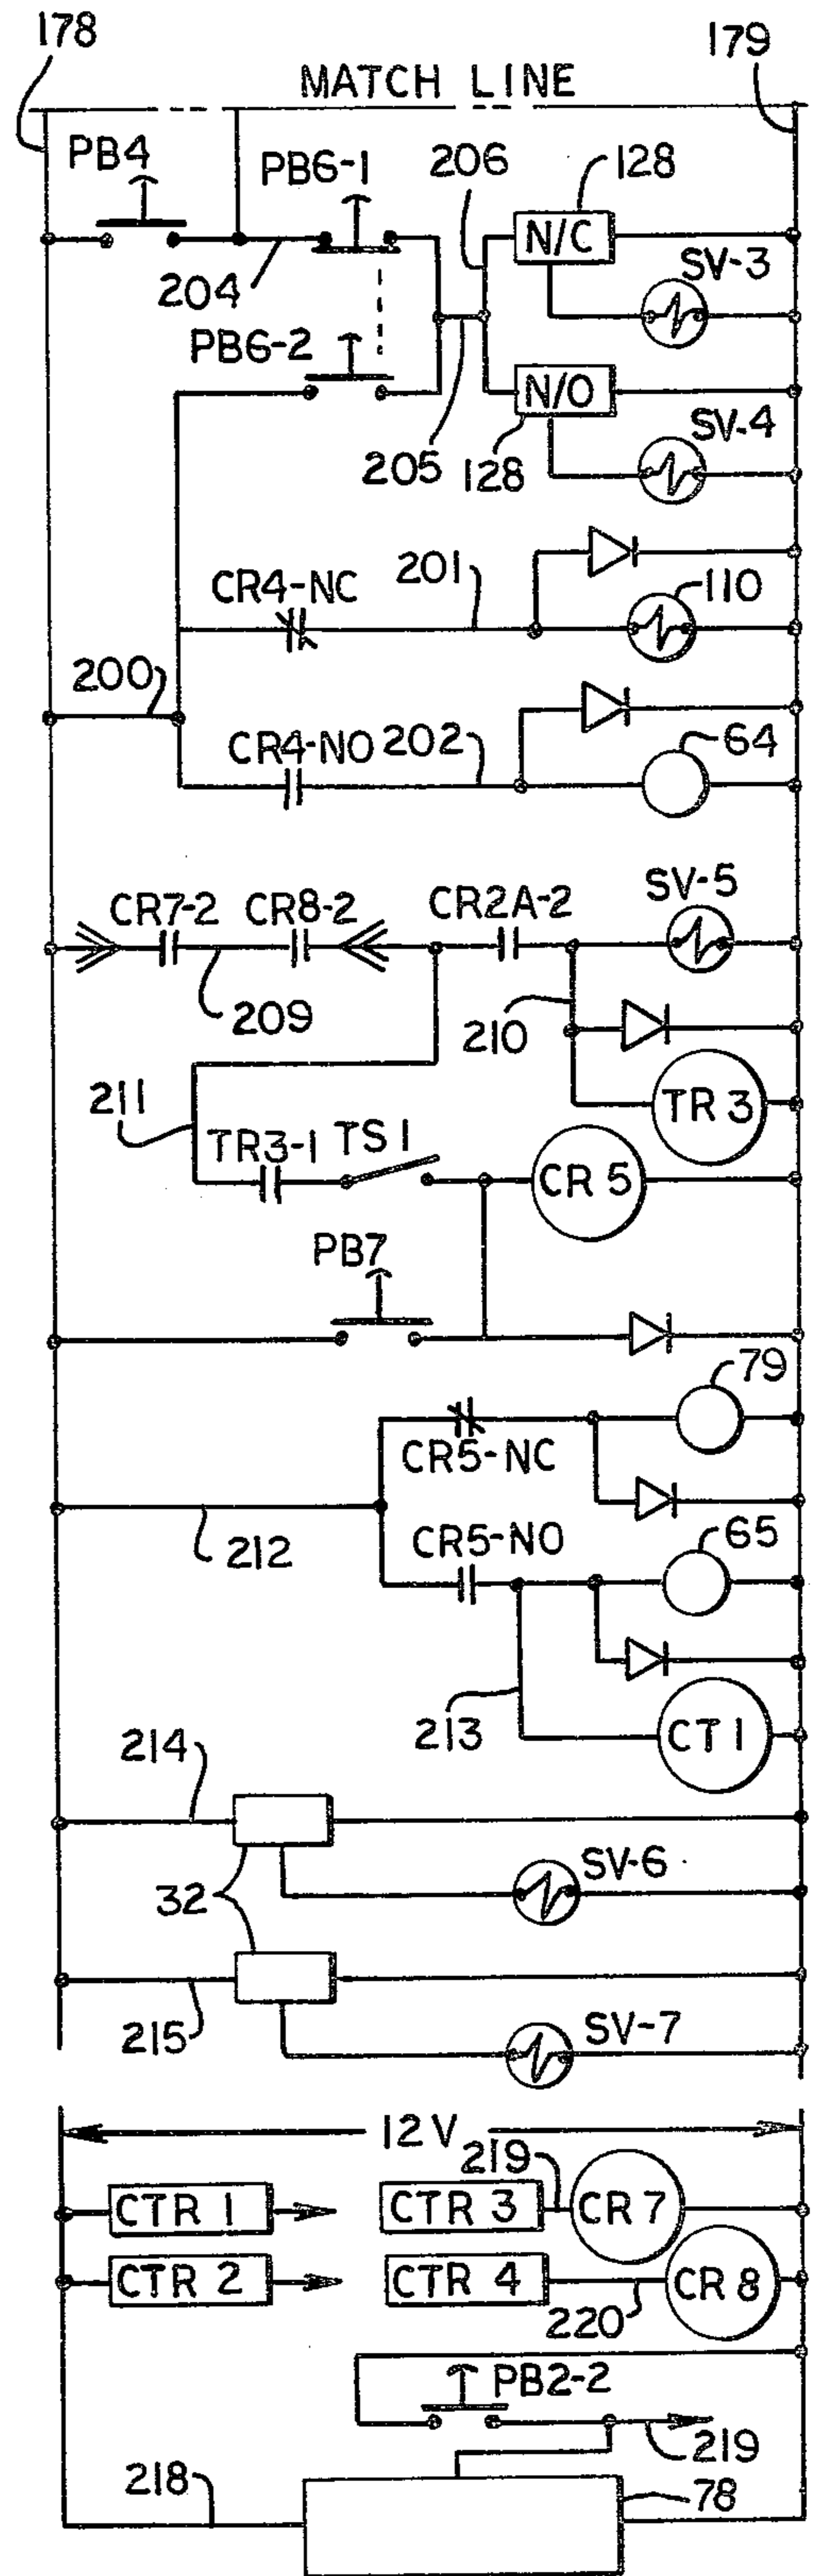 178
179
MATCH LINE
PB4
PB6-1
206
128
N/C
SV-3
204
PB6-2
N/O
SV-4
205
128
CR4-NC
201
110
200
CR4-NO
202
64
CR7-2
CR8-2
CR2A-2
SV-5
209
210
211
TR3-1
TS1
TR3
CR5
PB7
79
CR5-NC
212
CR5-NO
65
213
CT1
214
32
SV-6
215
SV-7
12V
CTR 1
CTR 3
219
CR7
CTR 2
CTR 4
220
CR8
PB2-2
219
218
78